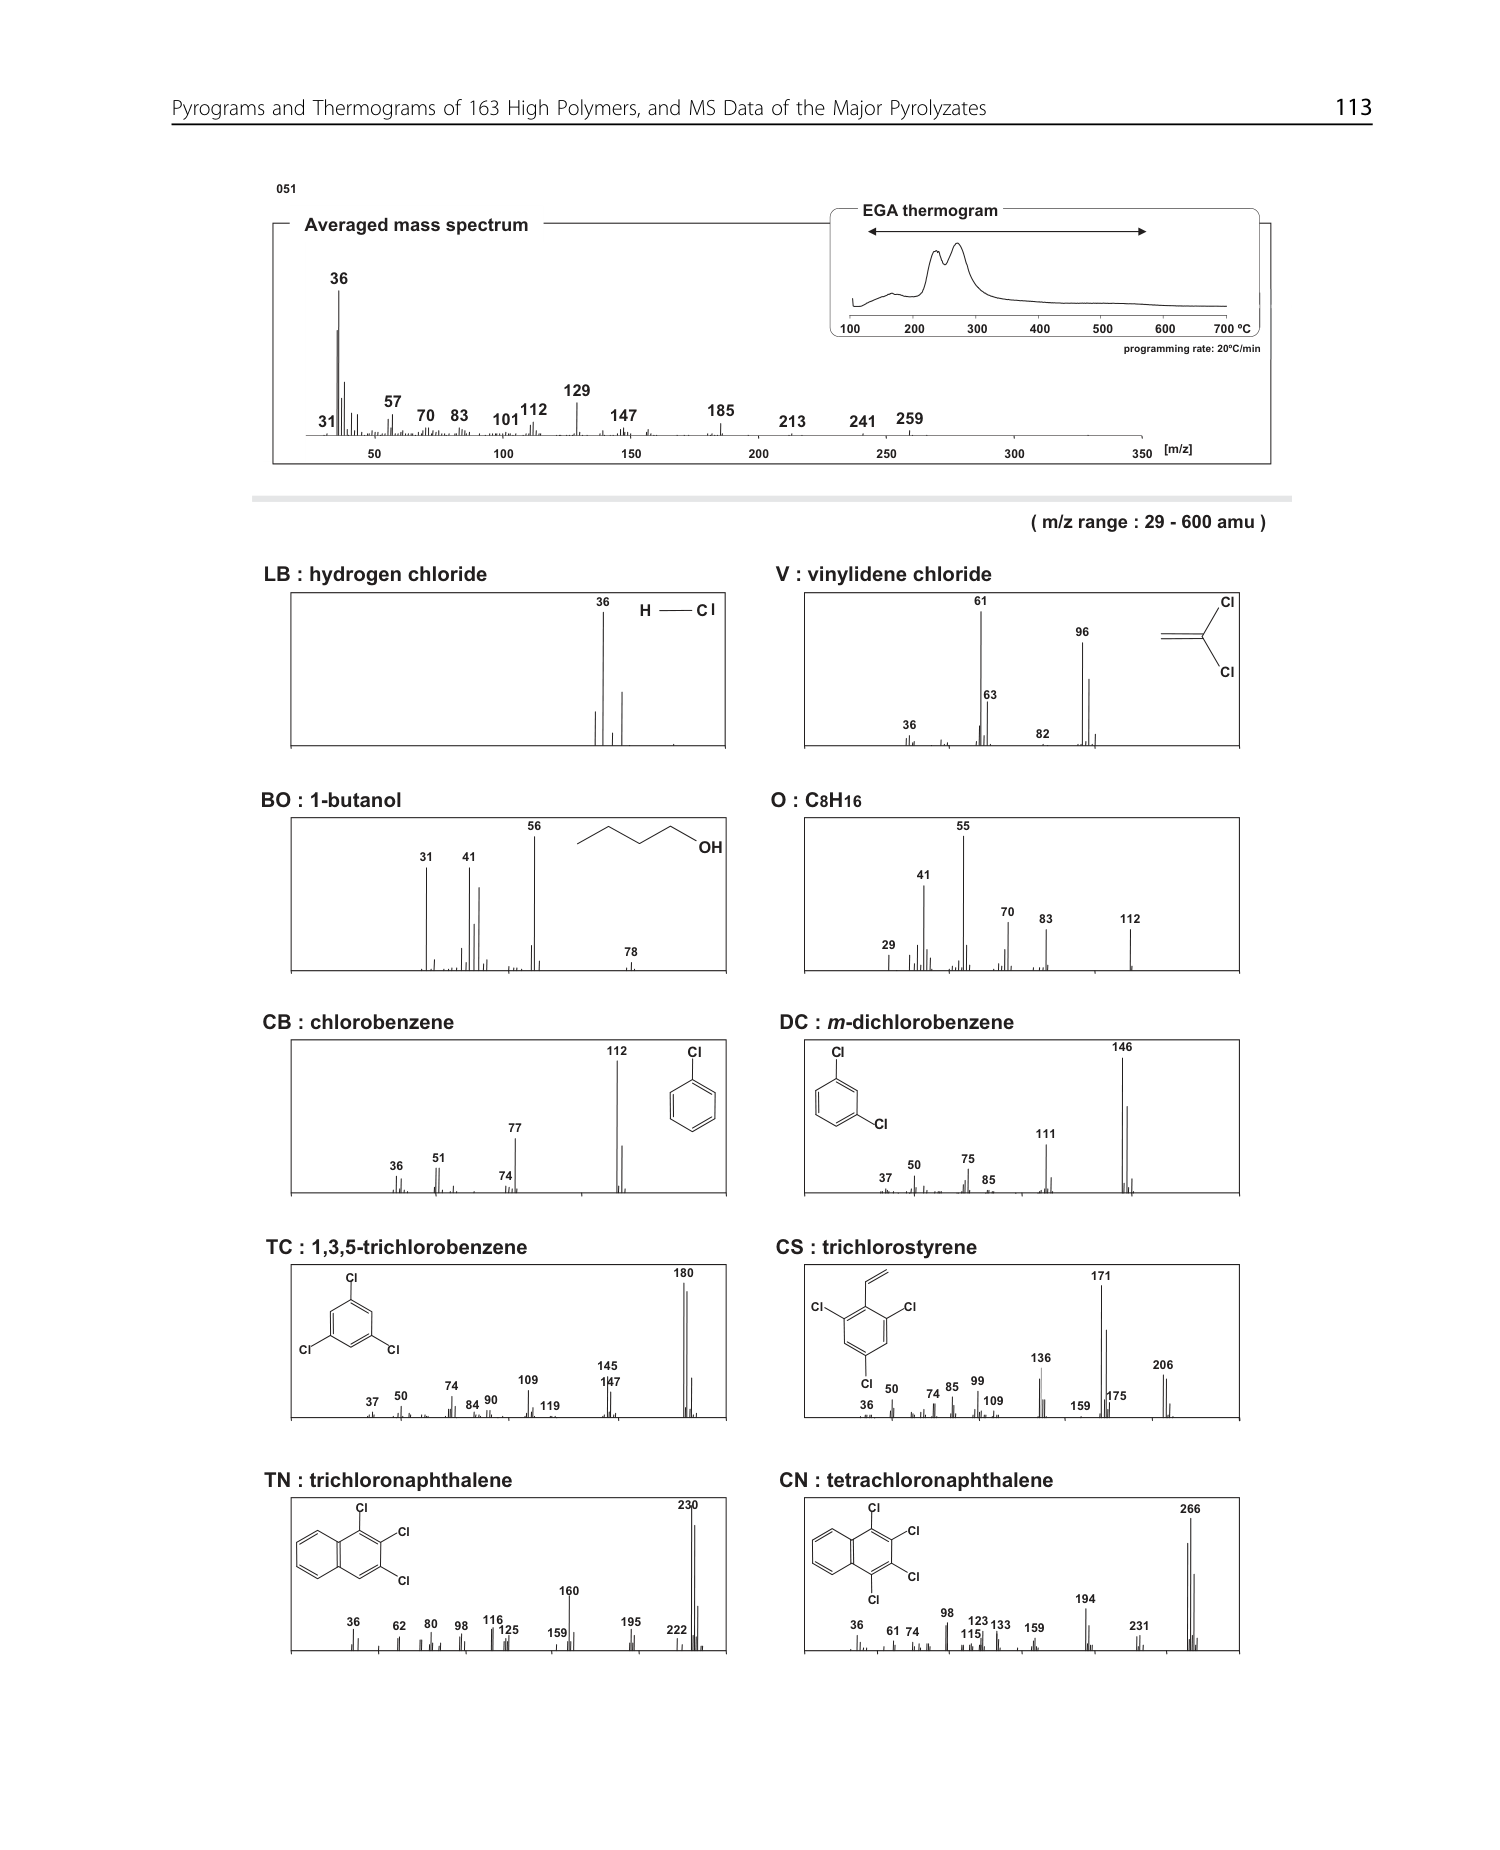 Pyrograms and Thermograms of 163 High Polymers, and MS Data of the Major Pyrolyzates 113
051
Averaged mass spectrum
EGA thermogram
100 200 300 400 500 600 700 ºC
programming rate: 20ºC/min
36
31 57 70 83 101 112 129 147 185 213 241 259
50 100 150 200 250 300 350 [m/z]
( m/z range : 29 - 600 amu )
LB : hydrogen chloride
36
H Cl
V : vinylidene chloride
61
96
63
36
82
Cl
Cl
BO : 1-butanol
56
31 41
78
OH
O : C8H16
55
41
70
83 112
29
CB : chlorobenzene
112
77
51
36
74
Cl
DC : m-dichlorobenzene
146
111
75
50
37 85
Cl
Cl
TC : 1,3,5-trichlorobenzene
180
145
147
109
74
50
37 84 90 119
Cl
Cl Cl
CS : trichlorostyrene
171
136
206
99
50 74 85 109 175
36 159
Cl Cl
Cl
TN : trichloronaphthalene
230
160
36 62 80 98 116 125 159 195 222
Cl
Cl
Cl
CN : tetrachloronaphthalene
266
194
98
36 61 74 115 123 133 159 231
Cl
Cl
Cl
Cl